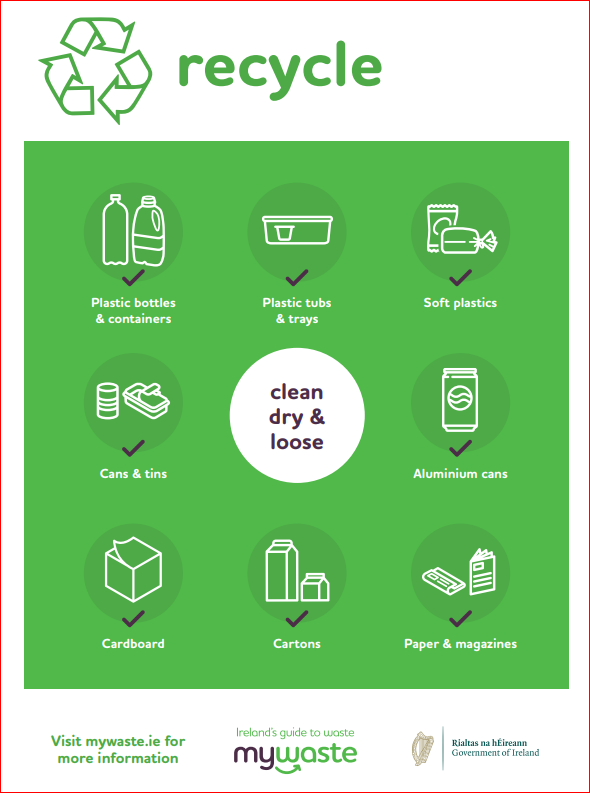 recycle
Plastic bottles
& containers
Plastic tubs
& trays
Soft plastics
clean
dry &
loose
Cans & tins
Aluminium cans
Cardboard
Cartons
Paper & magazines
Visit mywaste.ie for
more information
Ireland's guide to waste
mywaste
Rialtas na hÉireann
Government of Ireland